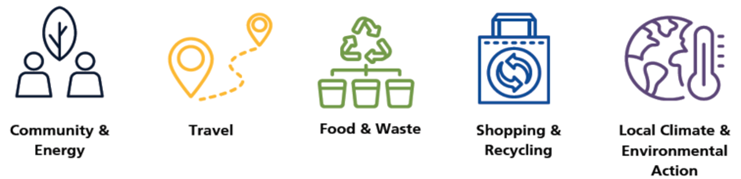 Community &
Energy
Travel
Food & Waste
Shopping &
Recycling
Local Climate &
Environmental
Action